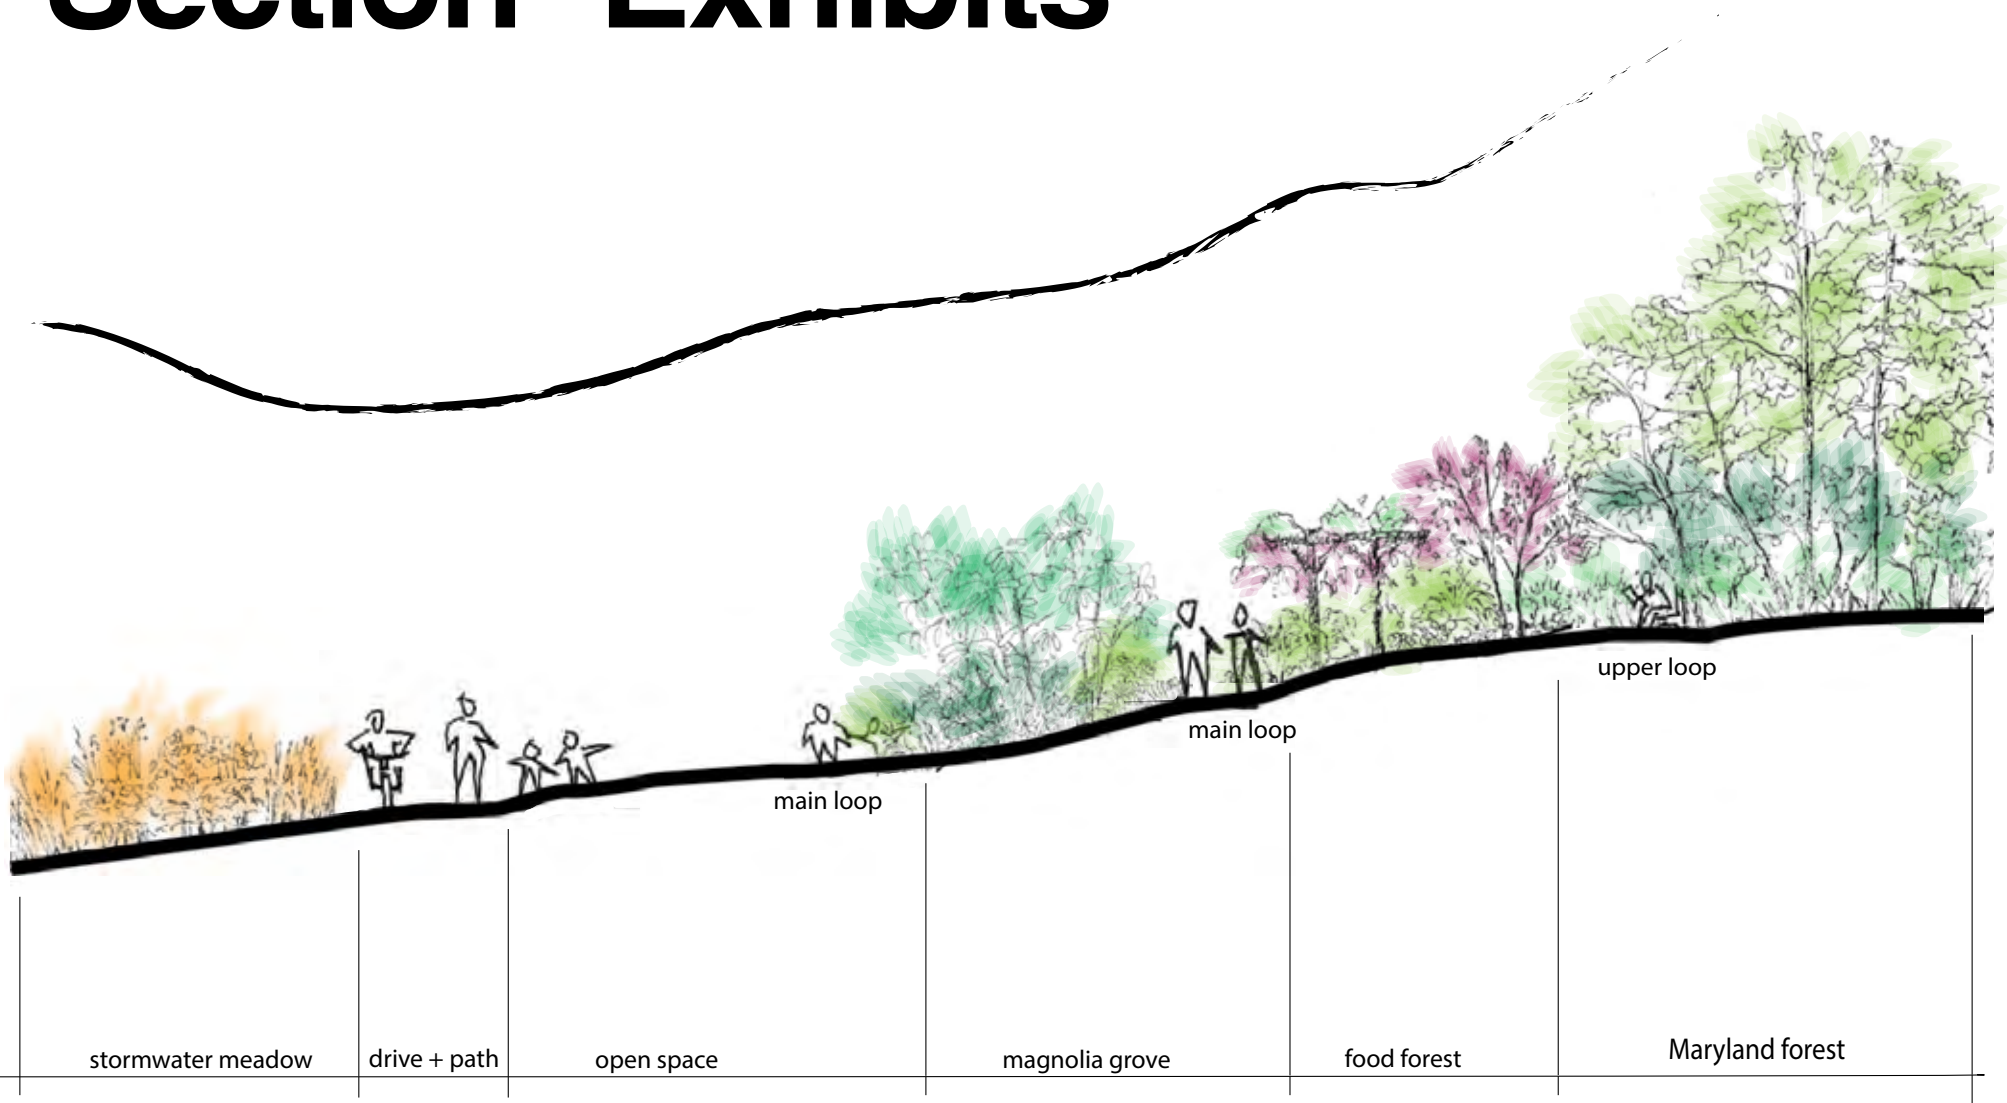 Section Exhibits
upper loop
main loop
main loop
stormwater meadow
drive + path
open space
magnolia grove
food forest
Maryland forest